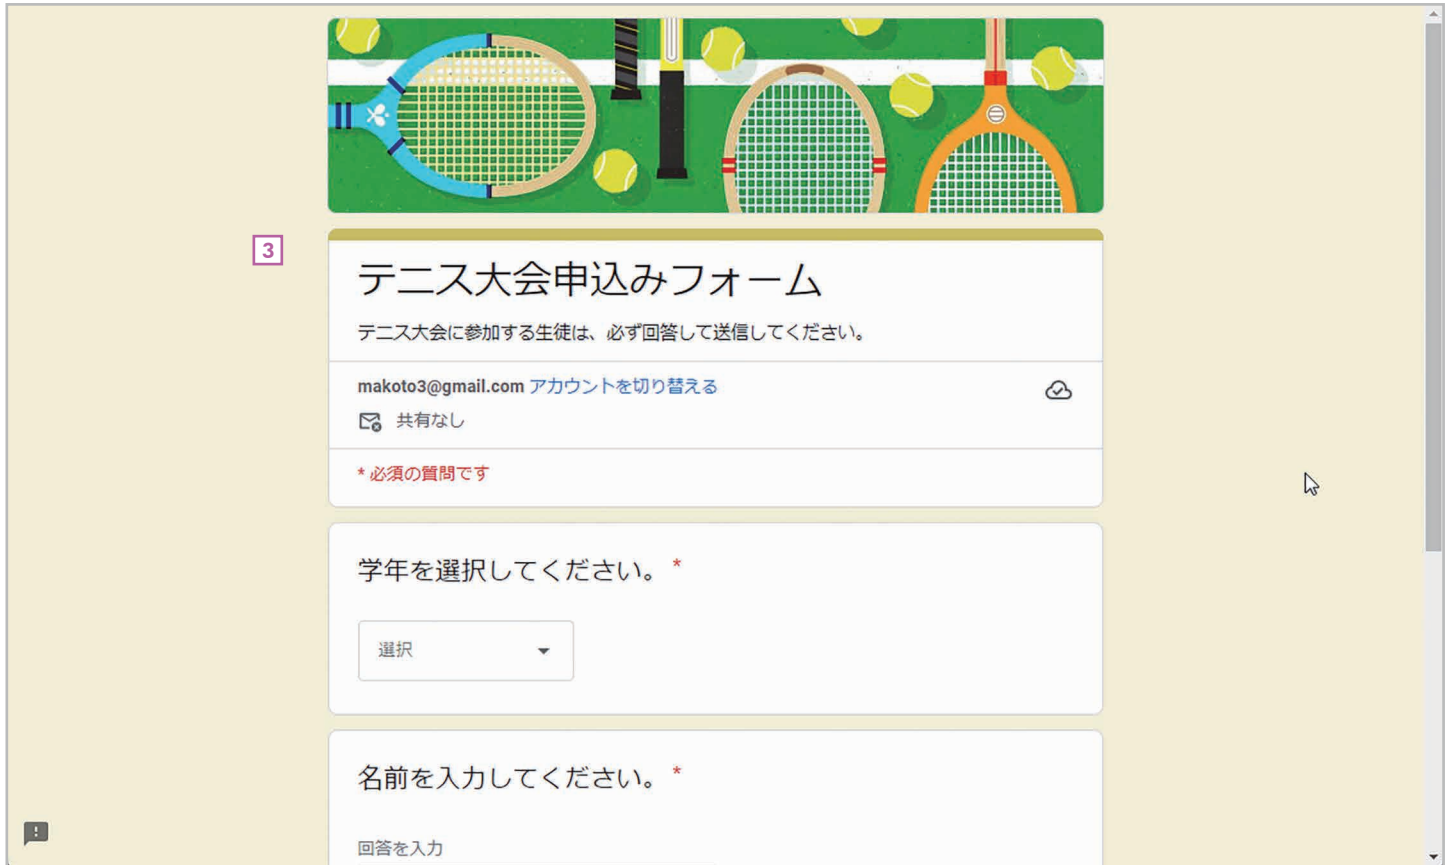 3
テニス大会申込みフォーム
テニス大会に参加する生徒は、必ず回答して送信してください。
makoto3@gmail.com アカウントを切り替える
共有なし
* 必須の質問です
学年を選択してください。 *
選択
名前を入力してください。 *
回答を入力